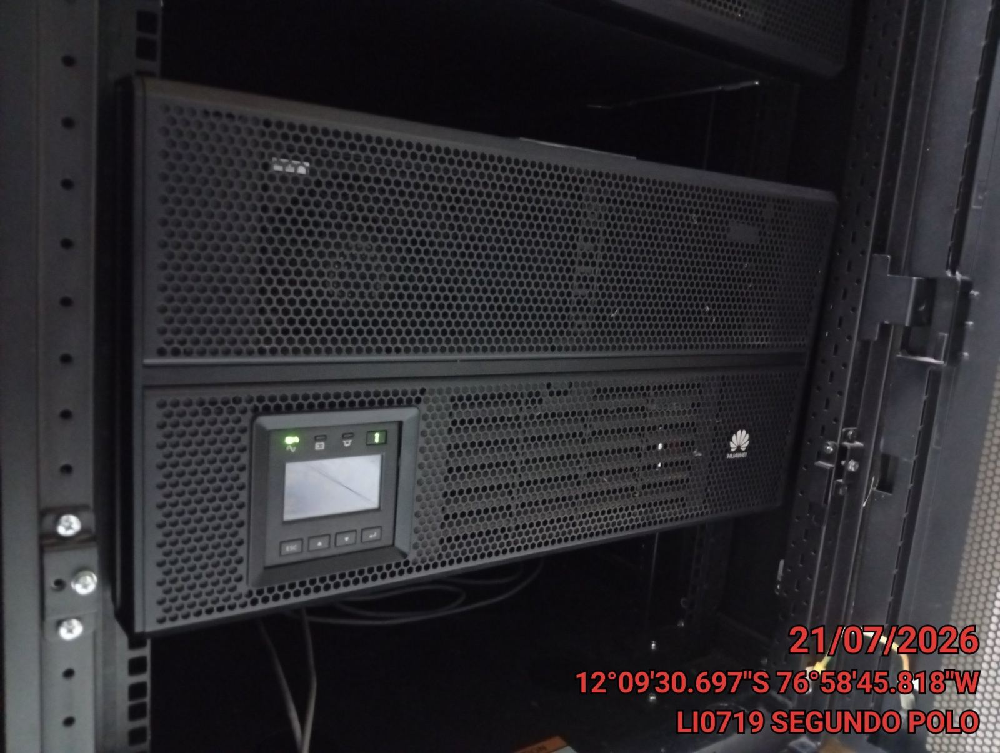 HUAWEI
ESC
21/07/2026
12°09'30.697"S 76°58'45.818"W
LI0719 SEGUNDO POLO